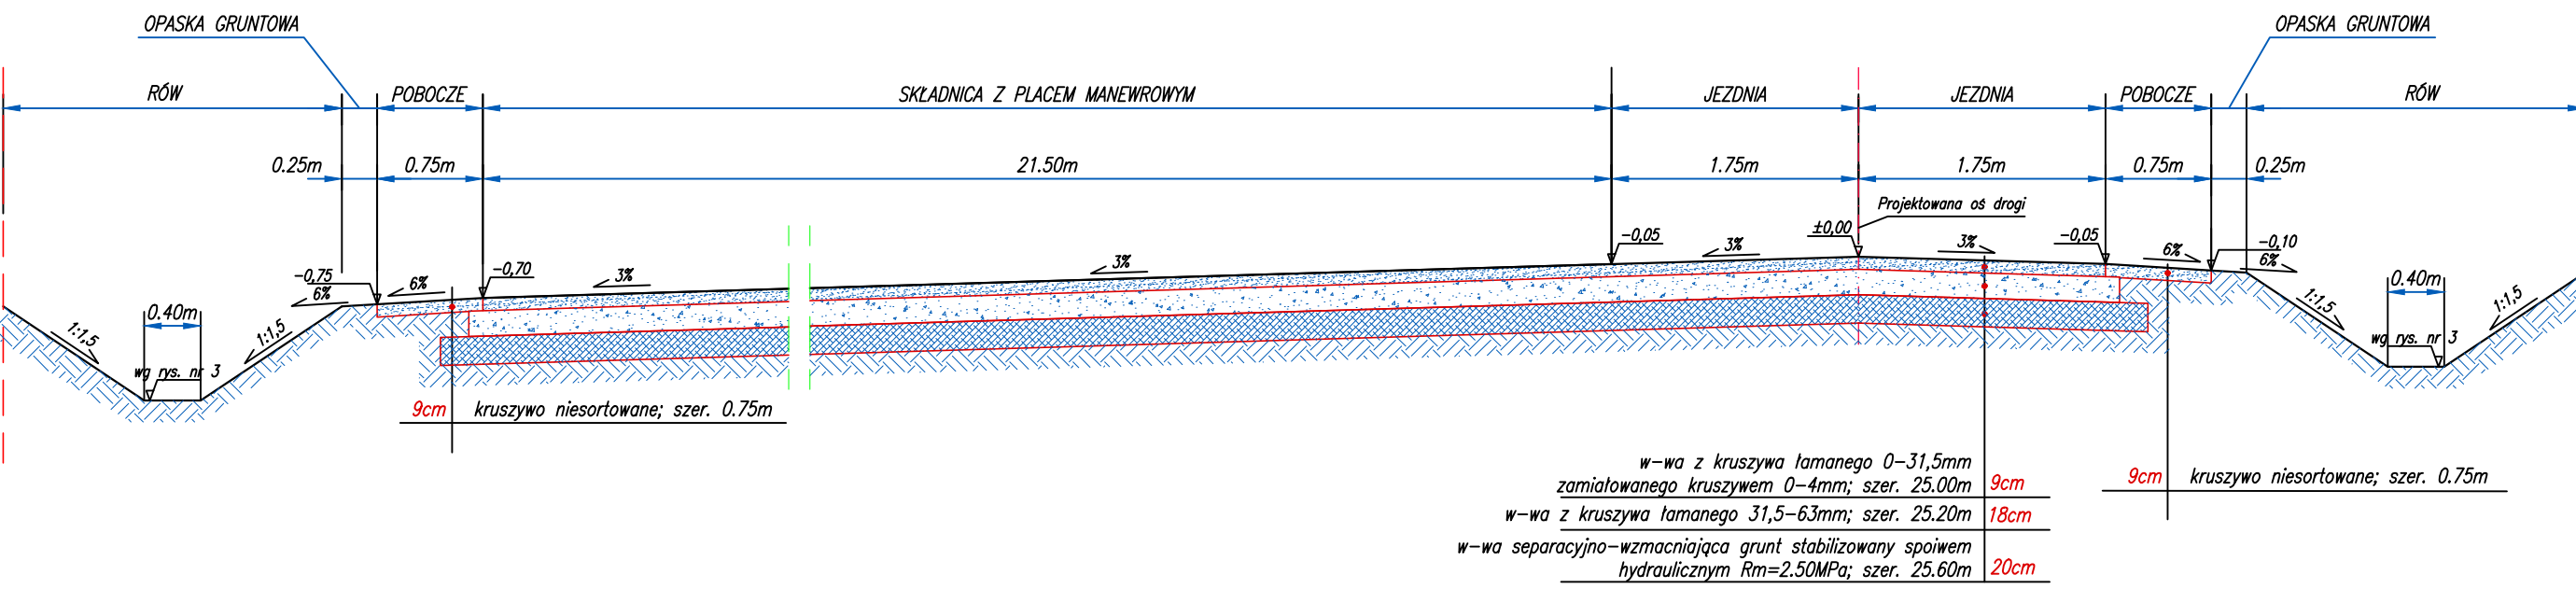 OPASKA GRUNTOWA
OPASKA GRUNTOWA
RÓW
POBOCZE
SKŁADNICA Z PLACEM MANEWROWYM
JEZDNIA
JEZDNIA
POBOCZE
RÓW
0.25m
0.75m
21.50m
1.75m
1.75m
0.75m
0.25m
Projektowana oś drogi
-0,75
6%
6%
-0,70
3%
3%
-0,05
3%
±0,00
3%
-0,05
6%
-0,10
6%
1:1,5
0.40m
1:1,5
wg rys. nr 3
1:1,5
0.40m
1:1,5
wg rys. nr 3
9cm kruszywo niesortowane; szer. 0.75m
w-wa z kruszywa łamanego 0-31,5mm
zamiałowanego kruszywem 0-4mm; szer. 25.00m 9cm
w-wa z kruszywa łamanego 31,5-63mm; szer. 25.20m 18cm
w-wa separacyjno-wzmacniająca grunt stabilizowany spoiwem
hydraulicznym Rm=2.50MPa; szer. 25.60m 20cm
9cm kruszywo niesortowane; szer. 0.75m